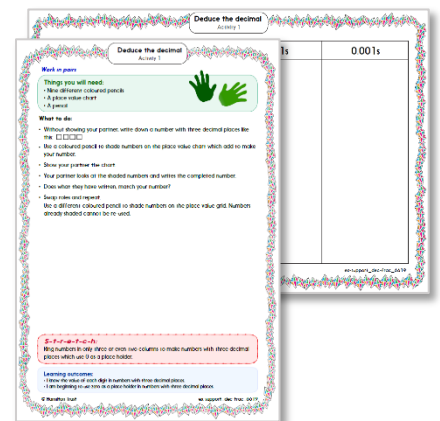 Deduce the decimal
Activity 1
0.001s
Deduce the decimal
Activity 1
Work in pairs
Things you will need:
• Nine different coloured pencils
• A place value chart
• A pencil
What to do:
• Without showing your partner, write down a number with three decimal places like
this: □.□□□
• Use a coloured pencil to shade numbers on the place value chart which add to make
your number.
• Show your partner the chart.
• Your partner looks at the shaded numbers and writes the completed number.
• Does what they have written, match your number?
• Swap roles and repeat.
Use a different coloured pencil to shade numbers on the place value grid. Numbers
already shaded cannot be re-used.
S-t-r-e-t-c-h:
Ring numbers in only three or even two columns to make numbers with three decimal
places which use 0 as a place holder.
Learning outcomes:
• I know the value of each digit in numbers with three decimal places.
• I am beginning to use zero as a place holder in numbers with three decimal places.
© Hamilton Trust
ex-support_dec-frac_6619
ex-support_dec-frac_6619